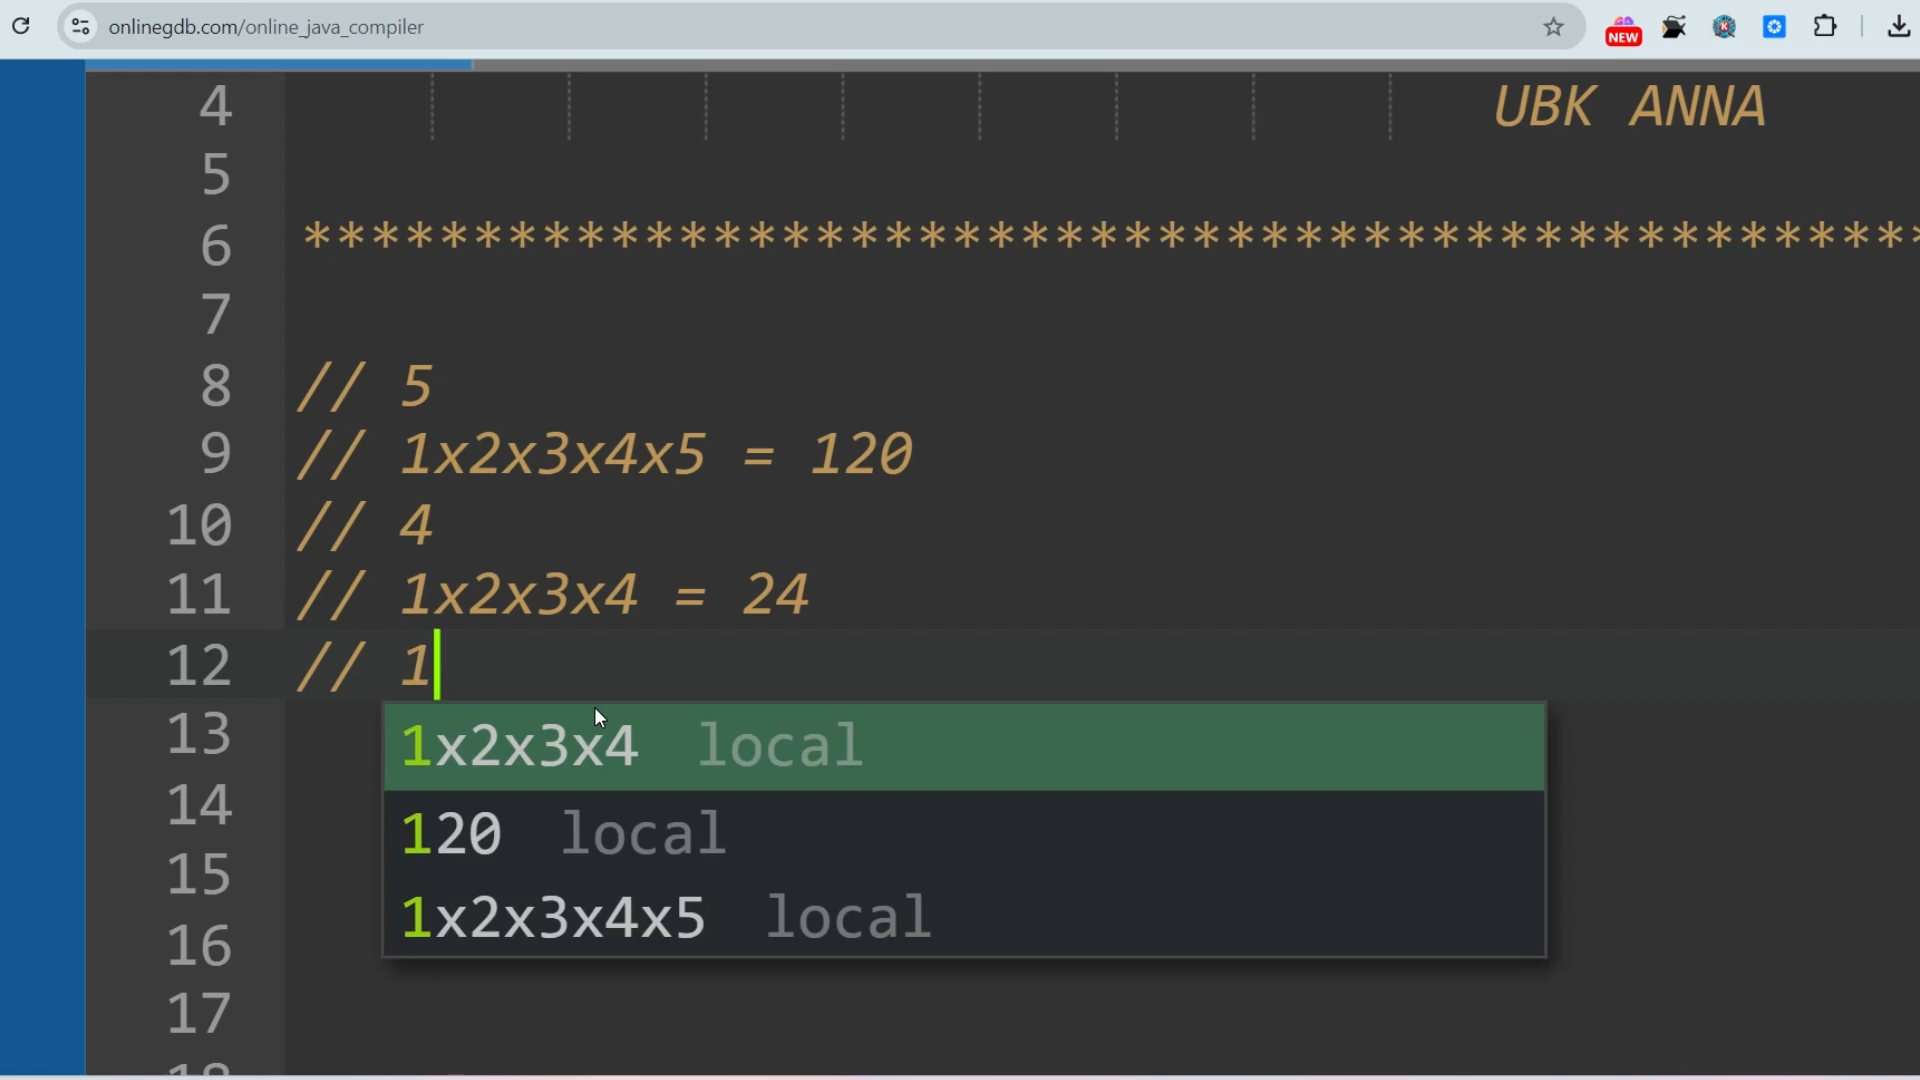 onlinegdb.com/online_java_compiler
NEW
4 UBK ANNA
5
6 ***********************************************
7
8 // 5
9 // 1x2x3x4x5 = 120
10 // 4
11 // 1x2x3x4 = 24
12 // 1
13 1x2x3x4 local
14 120 local
15
16 1x2x3x4x5 local
17